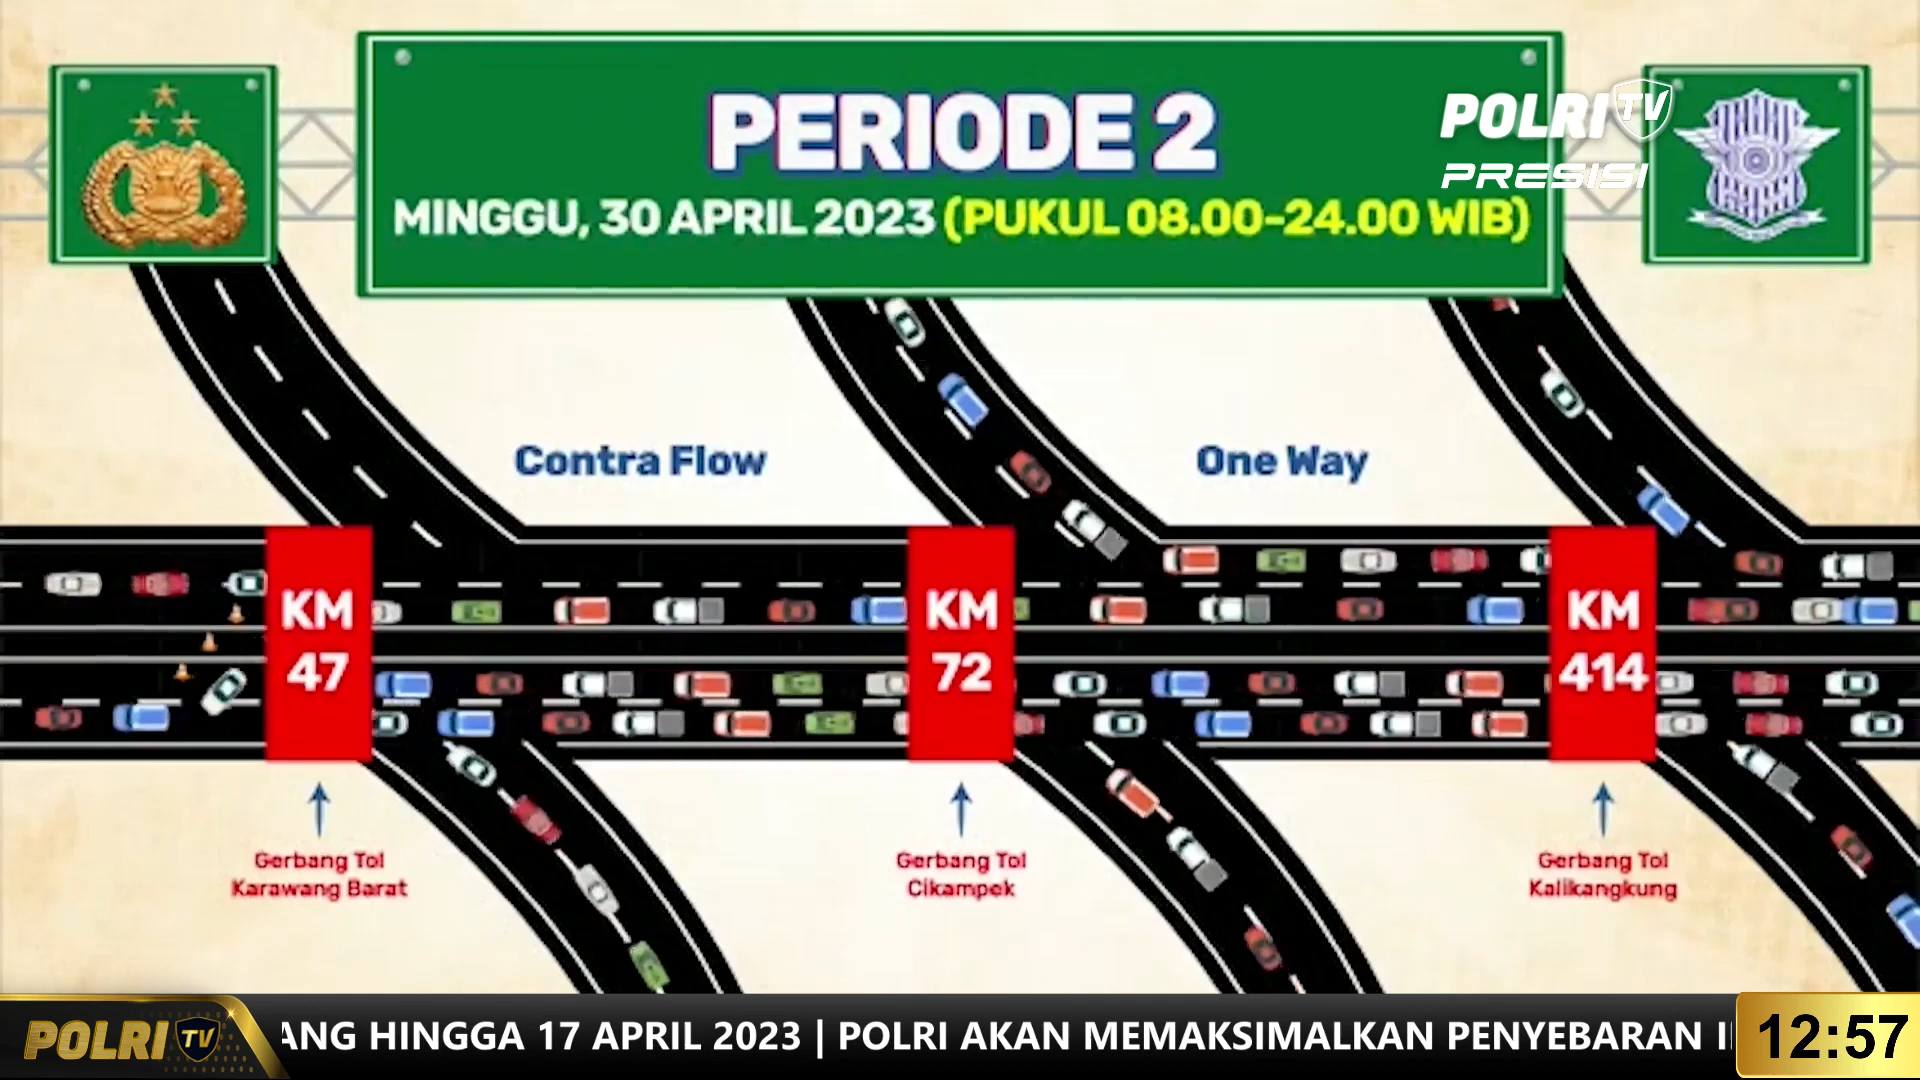 PERIODE 2
MINGGU, 30 APRIL 2023 (PUKUL 08.00-24.00 WIB)
POLRI TV
PRESISI
Contra Flow
One Way
KM
47
KM
72
KM
414
Gerbang Tol
Karawang Barat
Gerbang Tol
Cikampek
Gerbang Tol
Kalikangkung
POLRI TV
ANG HINGGA 17 APRIL 2023 | POLRI AKAN MEMAKSIMALKAN PENYEBARAN
12:57